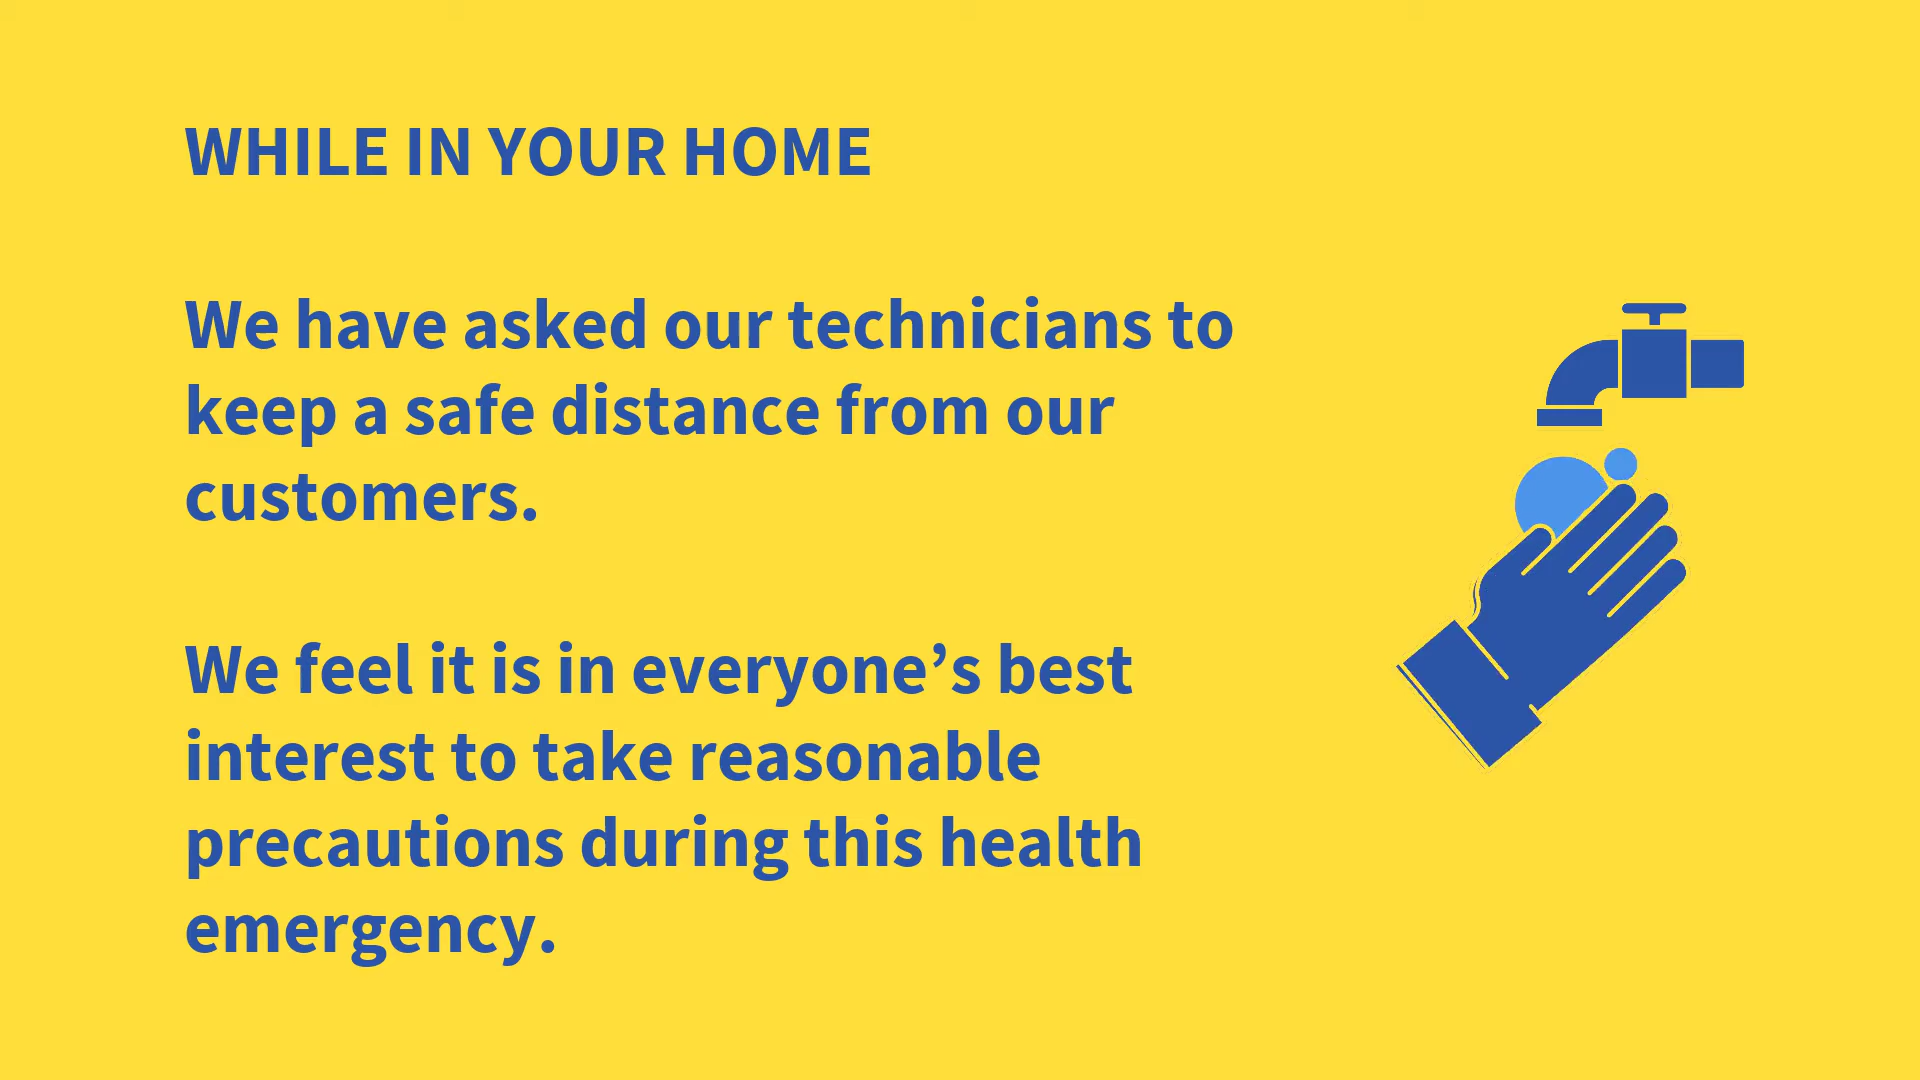 WHILE IN YOUR HOME
We have asked our technicians to
keep a safe distance from our
customers.
We feel it is in everyone’s best
interest to take reasonable
precautions during this health
emergency.